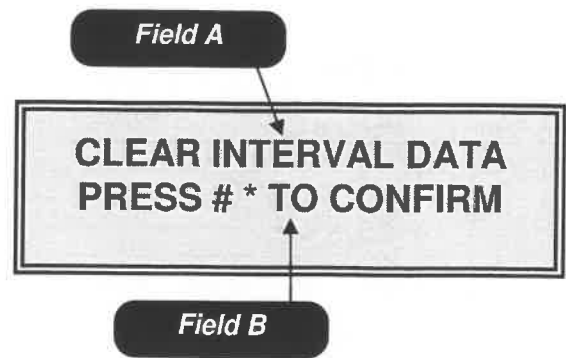 Field A
CLEAR INTERVAL DATA
PRESS # * TO CONFIRM
Field B